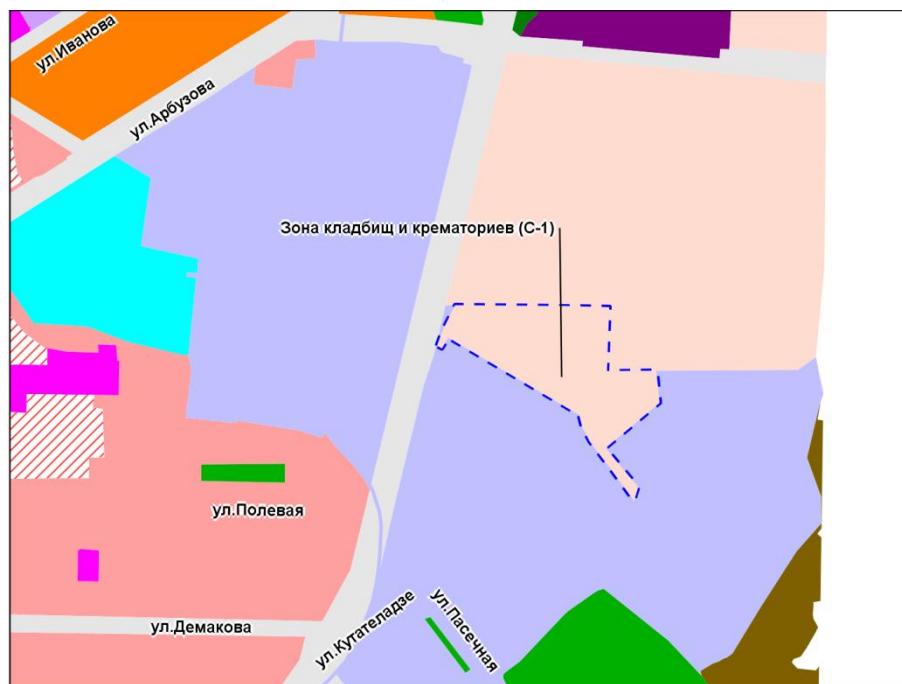 ул.Иванова
ул.Арбузова
Зона кладбищ и крематориев (С-1)
ул.Полевая
ул.Демакова
ул.Кутателадзе
ул.Пасечная